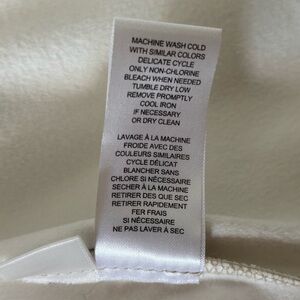 MACHINE WASH COLD
WITH SIMILAR COLORS
DELICATE CYCLE
ONLY NON-CHLORINE
BLEACH WHEN NEEDED
TUMBLE DRY LOW
REMOVE PROMPTLY
COOL IRON
IF NECESSARY
OR DRY CLEAN
LAVAGE À LA MACHINE
FROIDE AVEC DES
COULEURS SIMILAIRES
CYCLE DÉLICAT
BLANCHER SANS
CHLORE SI NÉCESSAIRE
SÉCHER À LA MACHINE
RETIRER DES QUE SEC
RETIRER RAPIDEMENT
FER FRAIS
SI NÉCESSAIRE
NE PAS LAVER À SEC